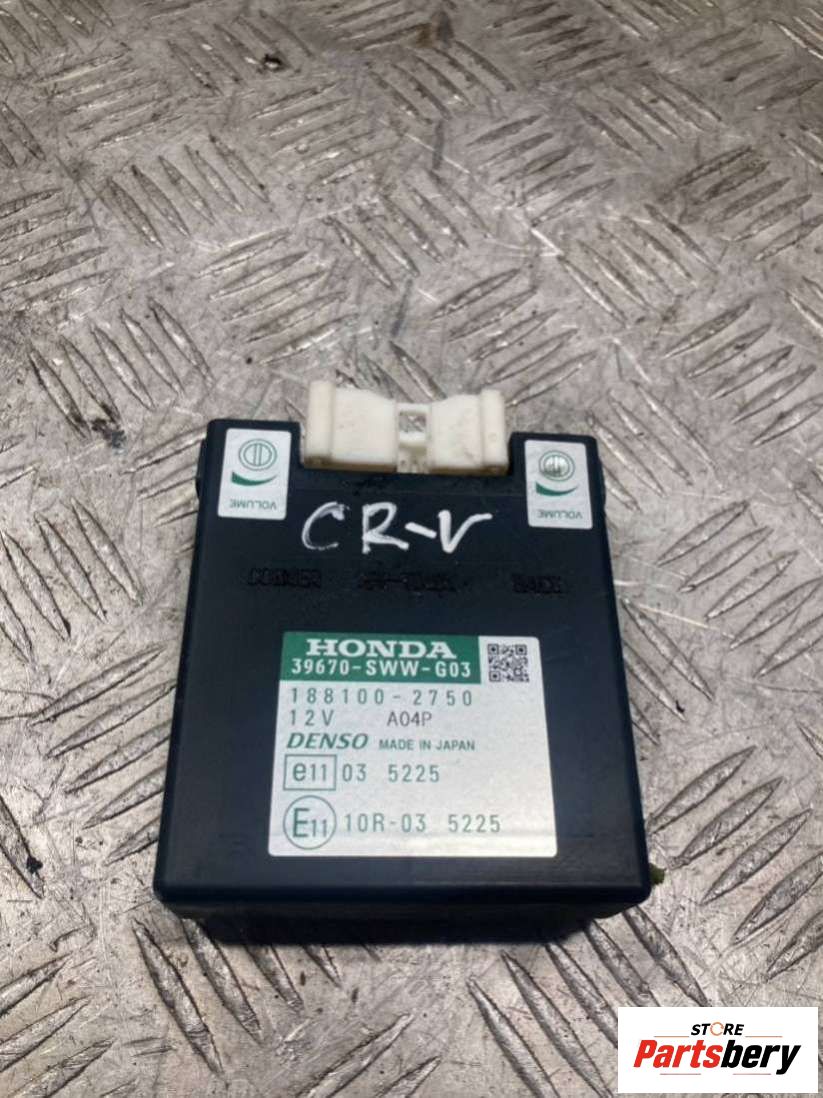 VOLUME
VOLUME
CR-V
HONDA
39670-SWW-G03
188100-2750
12V A04P
DENSO MADE IN JAPAN
e11 03 5225
E11 10R-03 5225
STORE
Partsbery